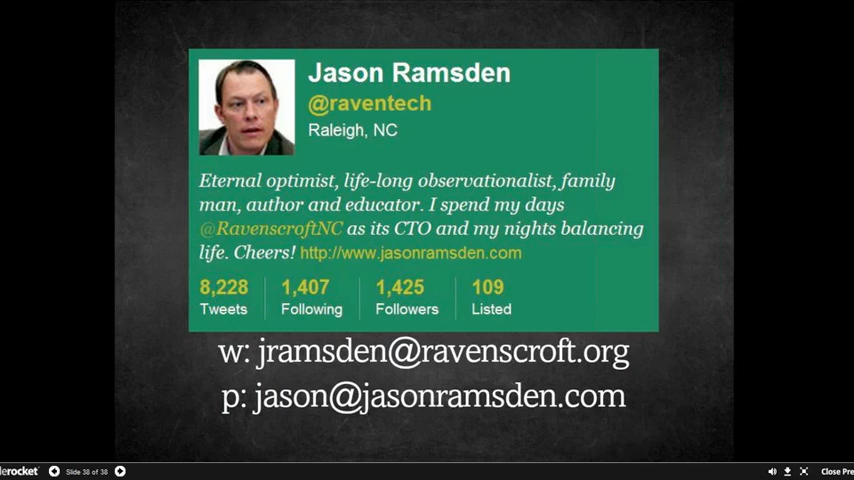 Jason Ramsden
@raventech
Raleigh, NC
Eternal optimist, life-long observationalist, family
man, author and educator. I spend my days
@RavenscroftNC as its CTO and my nights balancing
life. Cheers! http://www.jasonramsden.com
8,228 1,407 1,425 109
Tweets Following Followers Listed
w: jramsden@ravenscroft.org
p: jason@jasonramsden.com
Slide 38 of 38 Close